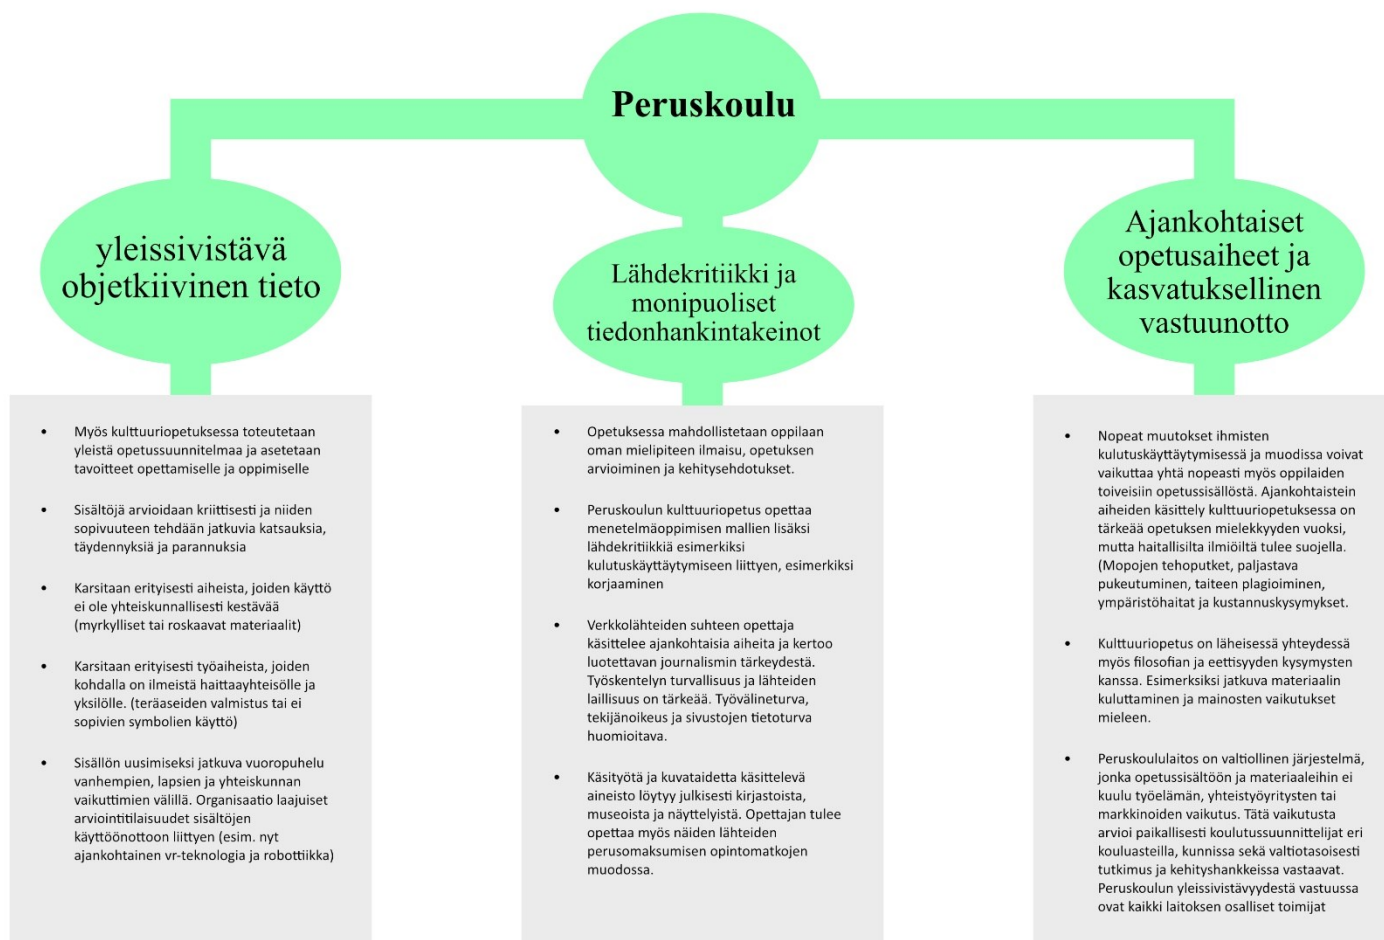 Peruskoulu
yleissivistävä
objetkiivinen tieto
• Myös kulttuuriopetuksessa toteutetaan
yleistä opetussuunnitelmaa ja asetetaan
tavoitteet opettamiselle ja oppimiselle
• Sisältöjä arvioidaan kriittisesti ja niiden
sopivuuteen tehdään jatkuvia katsauksia,
täydennyksiä ja parannuksia
• Karsitaan erityisesti aiheista, joiden käyttö
ei ole yhteiskunnallisesti kestävää
(myrkylliset tai roskaavat materiaalit)
• Karsitaan erityisesti työaiheista, joiden
kohdalla on ilmeistä haittaayhteisölle ja
yksilölle. (teräaseiden valmistus tai ei
sopivien symbolien käyttö)
• Sisällön uusimiseksi jatkuva vuoropuhelu
vanhempien, lapsien ja yhteiskunnan
vaikuttimien välillä. Organisaatio laajuiset
arviointitilaisuudet sisältöjen
käyttöönottoon liittyen (esim. nyt
ajankohtainen vr-teknologia ja robottiikka)
Lähdekritiikki ja
monipuoliset
tiedonhankintakeinot
• Opetuksessa mahdollistetaan oppilaan
oman mielipiteen ilmaisu, opetuksen
arvioiminen ja kehitysehdotukset.
• Peruskoulun kulttuuriopetus opettaa
menetelmäoppimisen mallien lisäksi
lähdekritiikkiä esimerkiksi
kulutuskäyttäytymiseen liittyen, esimerkiksi
korjaaminen
• Verkkolähteiden suhteen opettaja
käsittelee ajankohtaisia aiheita ja kertoo
luotettavan journalismin tärkeydestä.
Työskentelyn turvallisuus ja lähteiden
laillisuus on tärkeää. Työvälineturva,
tekijänoikeus ja sivustojen tietoturva
huomioitava.
• Käsityötä ja kuvataidetta käsittelevä
aineisto löytyy julkisesti kirjastoista,
museoista ja näyttelyistä. Opettajan tulee
opettaa myös näiden lähteiden
perusomaksumisen opintomatkojen
muodossa.
Ajankohtaiset
opetusaiheet ja
kasvatuksellinen
vastuunotto
• Nopeat muutokset ihmisten
kulutuskäyttäytymisessä ja muodissa voivat
vaikuttaa yhtä nopeasti myös oppilaiden
toiveisiin opetussisällöstä. Ajankohtaistein
aiheiden käsittely kulttuuriopetuksessa on
tärkeää opetuksen mielekkyyden vuoksi,
mutta haitallisilta ilmiöiltä tulee suojella.
(Mopojen tehoputket, paljastava
pukeutuminen, taiteen plagioiminen,
ympäristöhaitat ja kustannuskysymykset.
• Kulttuuriopetus on läheisessä yhteydessä
myös filosofian ja eettisyyden kysymysten
kanssa. Esimerksiksi jatkuva materiaalin
kuluttaminen ja mainosten vaikutukset
mieleen.
• Peruskoululaitos on valtiollinen järjestelmä,
jonka opetussisältöön ja materiaaleihin ei
kuulu työelämän, yhteistyöyritysten tai
markkinoiden vaikutus. Tätä vaikutusta
arvioi paikallisesti koulutussuunnittelijat eri
kouluasteilla, kunnissa sekä valtiotasoisesti
tutkimus ja kehityshankkeissa vastaavat.
Peruskoulun yleissivistävyydestä vastuussa
ovat kaikki laitoksen osalliset toimijat